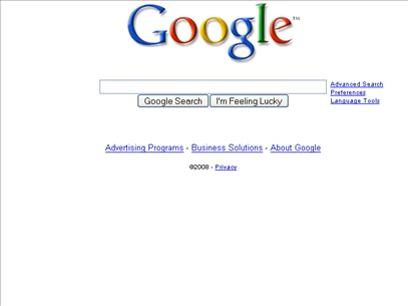 Google™
Advanced Search
Preferences
Language Tools
Google Search I'm Feeling Lucky
Advertising Programs - Business Solutions - About Google
©2008 - Privacy